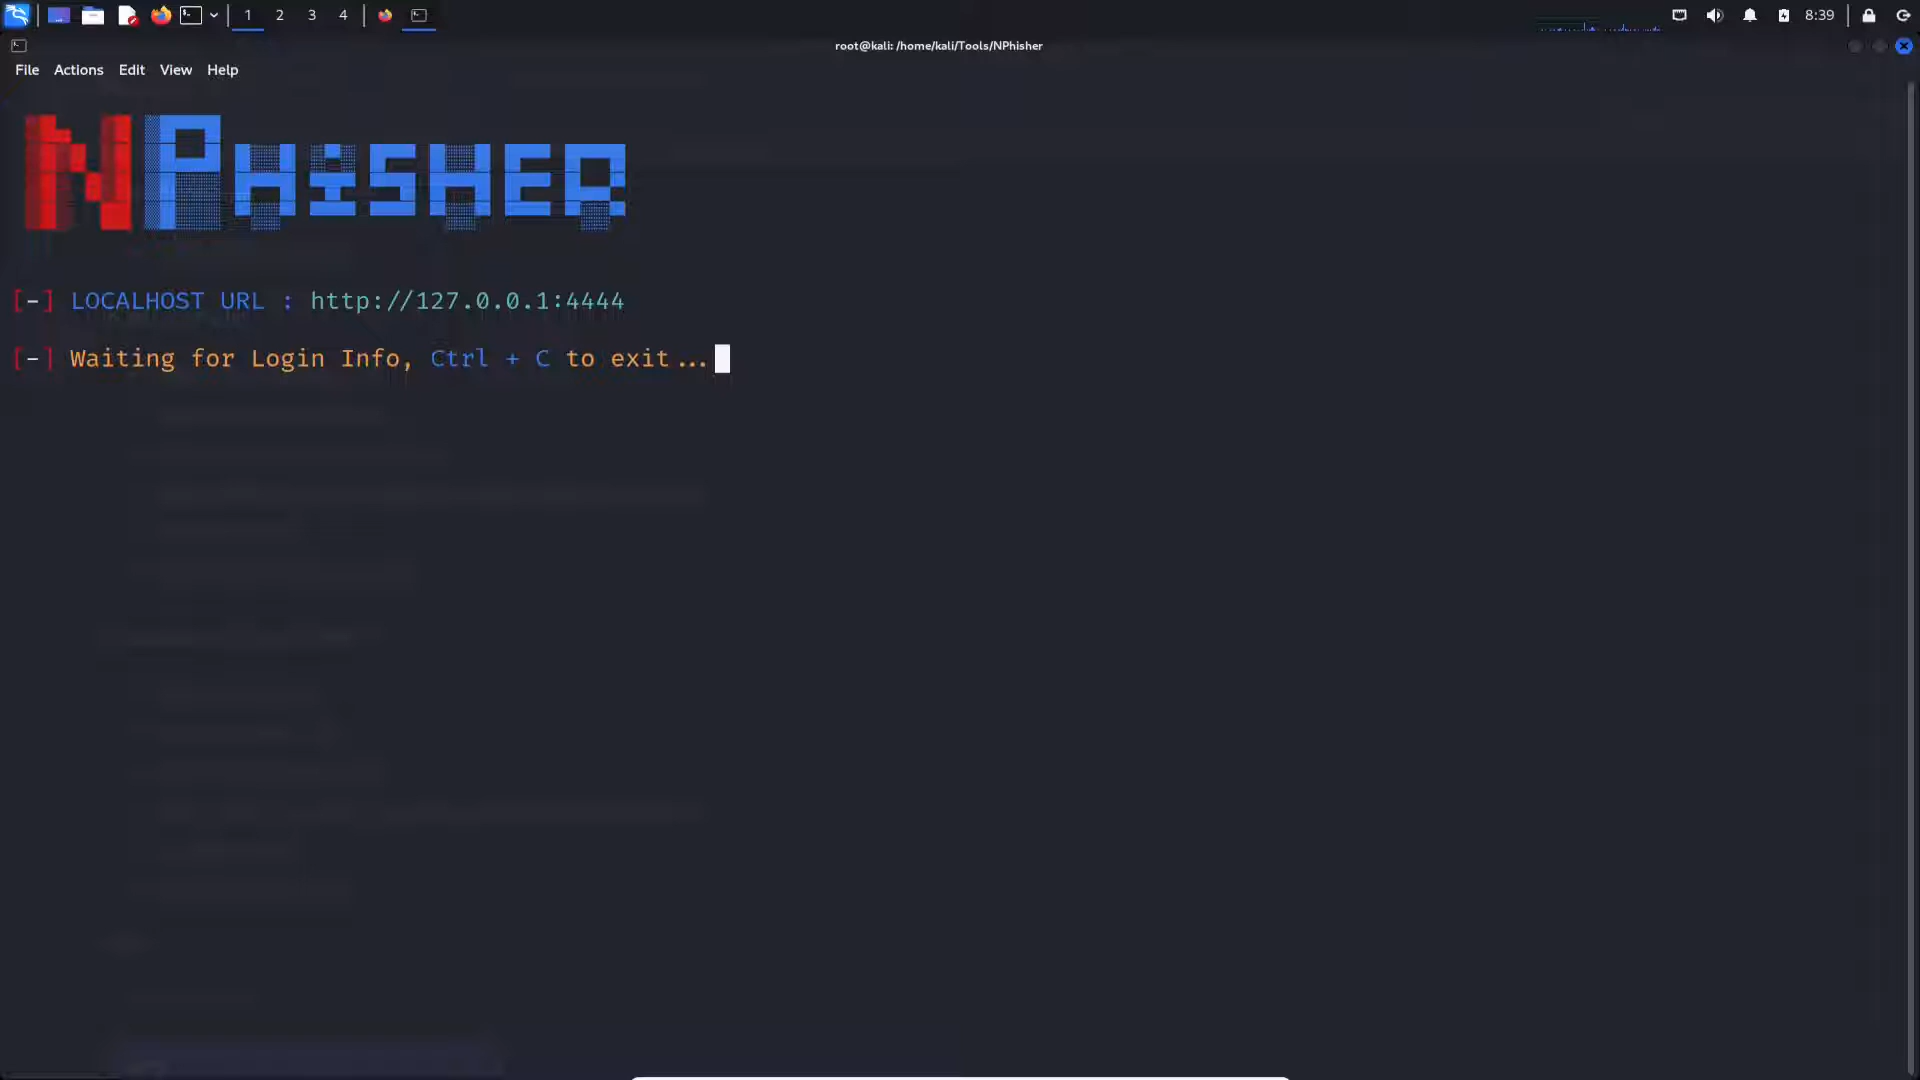 1 2 3 4 8:39
root@kali: /home/kali/Tools/NPhisher
File Actions Edit View Help
NPHiSHER
[-] LOCALHOST URL : http://127.0.0.1:4444
[-] Waiting for Login Info, Ctrl + C to exit...